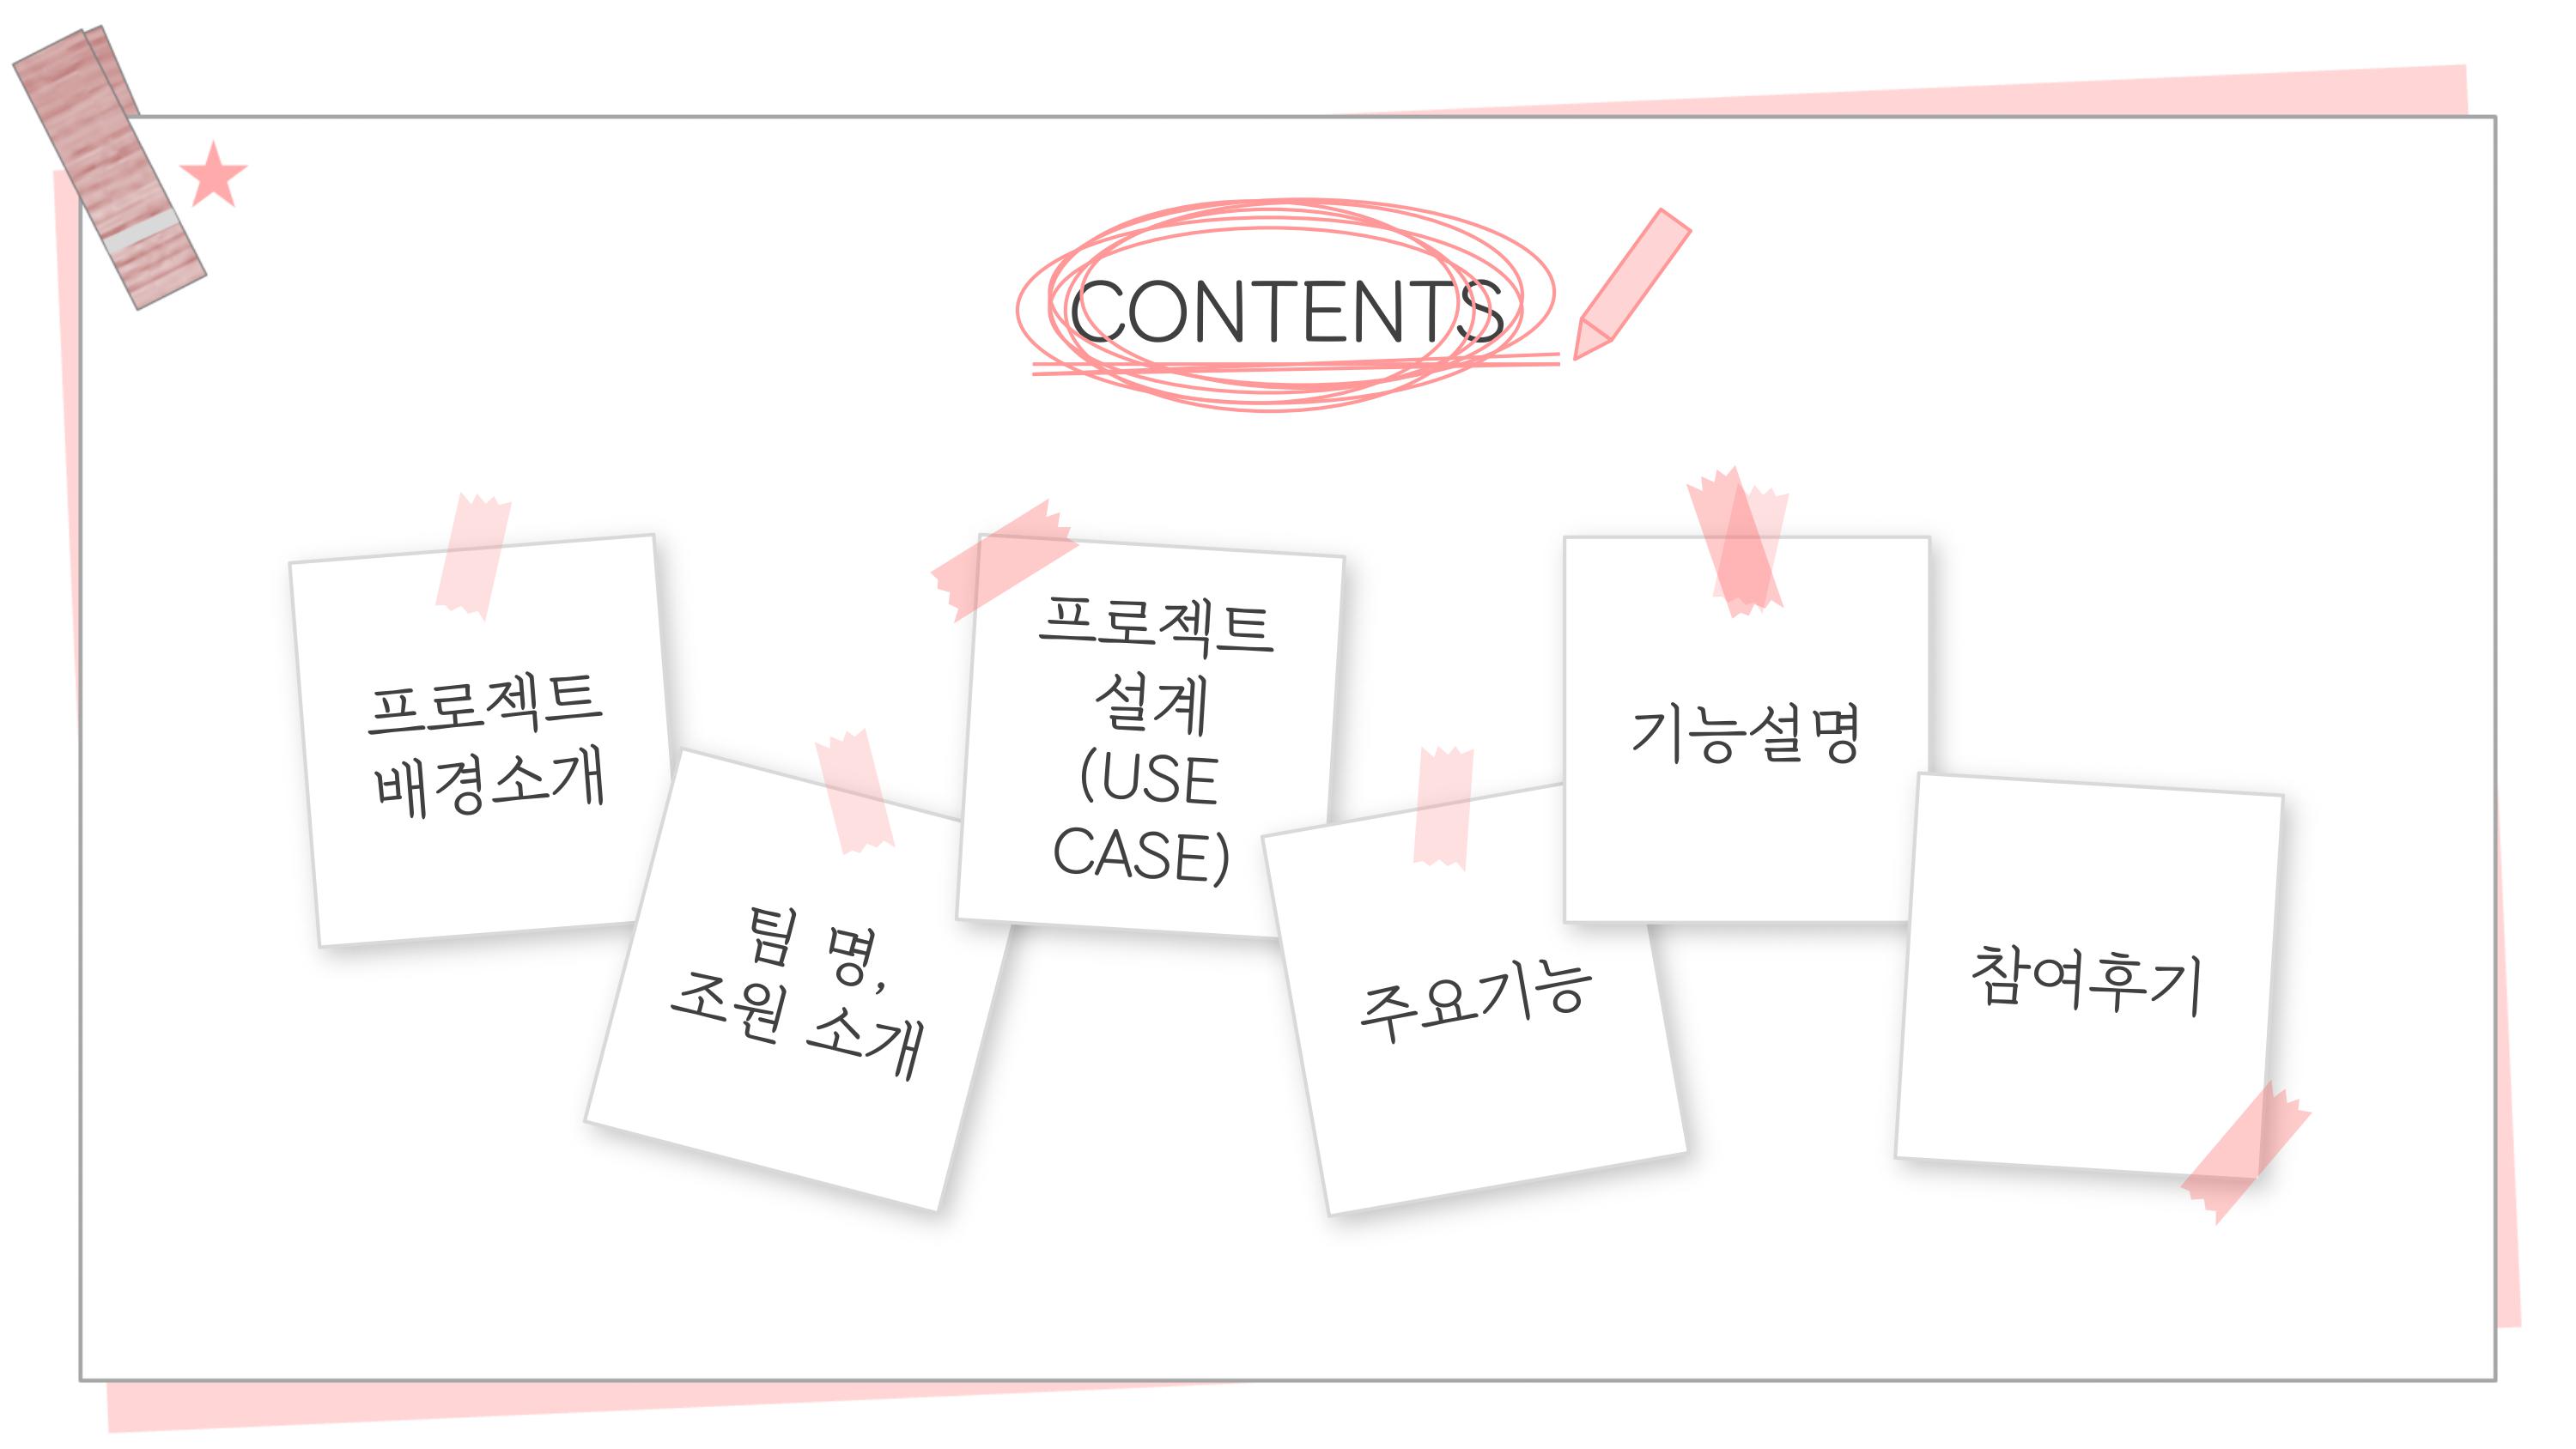 CONTENTS
프로젝트
배경소개
팀 명,
조원 소개
프로젝트
설계
(USE
CASE)
주요기능
기능설명
참여후기